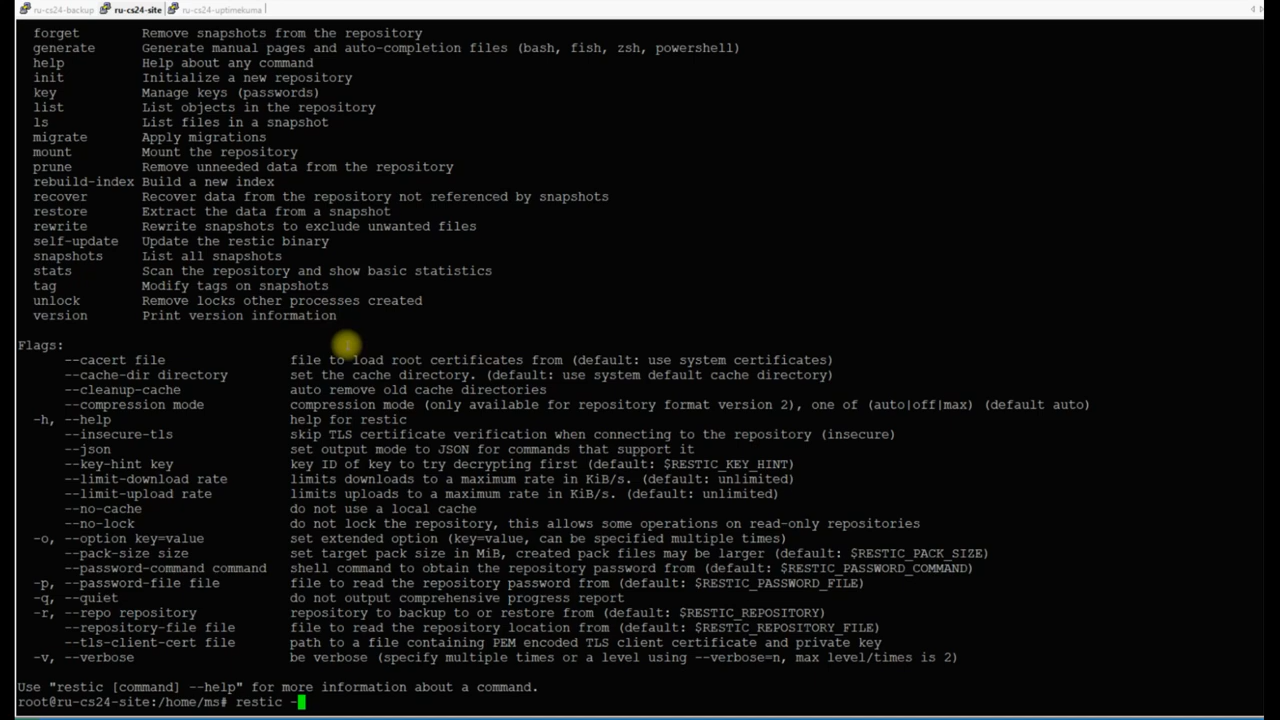 ru-cs24-backup ru-cs24-site ru-cs24-uptimekuma
forget Remove snapshots from the repository
generate Generate manual pages and auto-completion files (bash, fish, zsh, powershell)
help Help about any command
init Initialize a new repository
key Manage keys (passwords)
list List objects in the repository
ls List files in a snapshot
migrate Apply migrations
mount Mount the repository
prune Remove unneeded data from the repository
rebuild-index Build a new index
recover Recover data from the repository not referenced by snapshots
restore Extract the data from a snapshot
rewrite Rewrite snapshots to exclude unwanted files
self-update Update the restic binary
snapshots List all snapshots
stats Scan the repository and show basic statistics
tag Modify tags on snapshots
unlock Remove locks other processes created
version Print version information
Flags:
--cacert file file to load root certificates from (default: use system certificates)
--cache-dir directory set the cache directory. (default: use system default cache directory)
--cleanup-cache auto remove old cache directories
--compression mode compression mode (only available for repository format version 2), one of (auto|off|max) (default auto)
-h, --help help for restic
--insecure-tls skip TLS certificate verification when connecting to the repository (insecure)
--json set output mode to JSON for commands that support it
--key-hint key key ID of key to try decrypting first (default: $RESTIC_KEY_HINT)
--limit-download rate limits downloads to a maximum rate in KiB/s. (default: unlimited)
--limit-upload rate limits uploads to a maximum rate in KiB/s. (default: unlimited)
--no-cache do not use a local cache
--no-lock do not lock the repository, this allows some operations on read-only repositories
-o, --option key=value set extended option (key=value, can be specified multiple times)
--pack-size size set target pack size in MiB, created pack files may be larger (default: $RESTIC_PACK_SIZE)
--password-command command shell command to obtain the repository password from (default: $RESTIC_PASSWORD_COMMAND)
-p, --password-file file file to read the repository password from (default: $RESTIC_PASSWORD_FILE)
-q, --quiet do not output comprehensive progress report
-r, --repo repository repository to backup to or restore from (default: $RESTIC_REPOSITORY)
--repository-file file file to read the repository location from (default: $RESTIC_REPOSITORY_FILE)
--tls-client-cert file path to a file containing PEM encoded TLS client certificate and private key
-v, --verbose be verbose (specify multiple times or a level using --verbose=n, max level/times is 2)
Use "restic [command] --help" for more information about a command.
root@ru-cs24-site:/home/ms# restic -